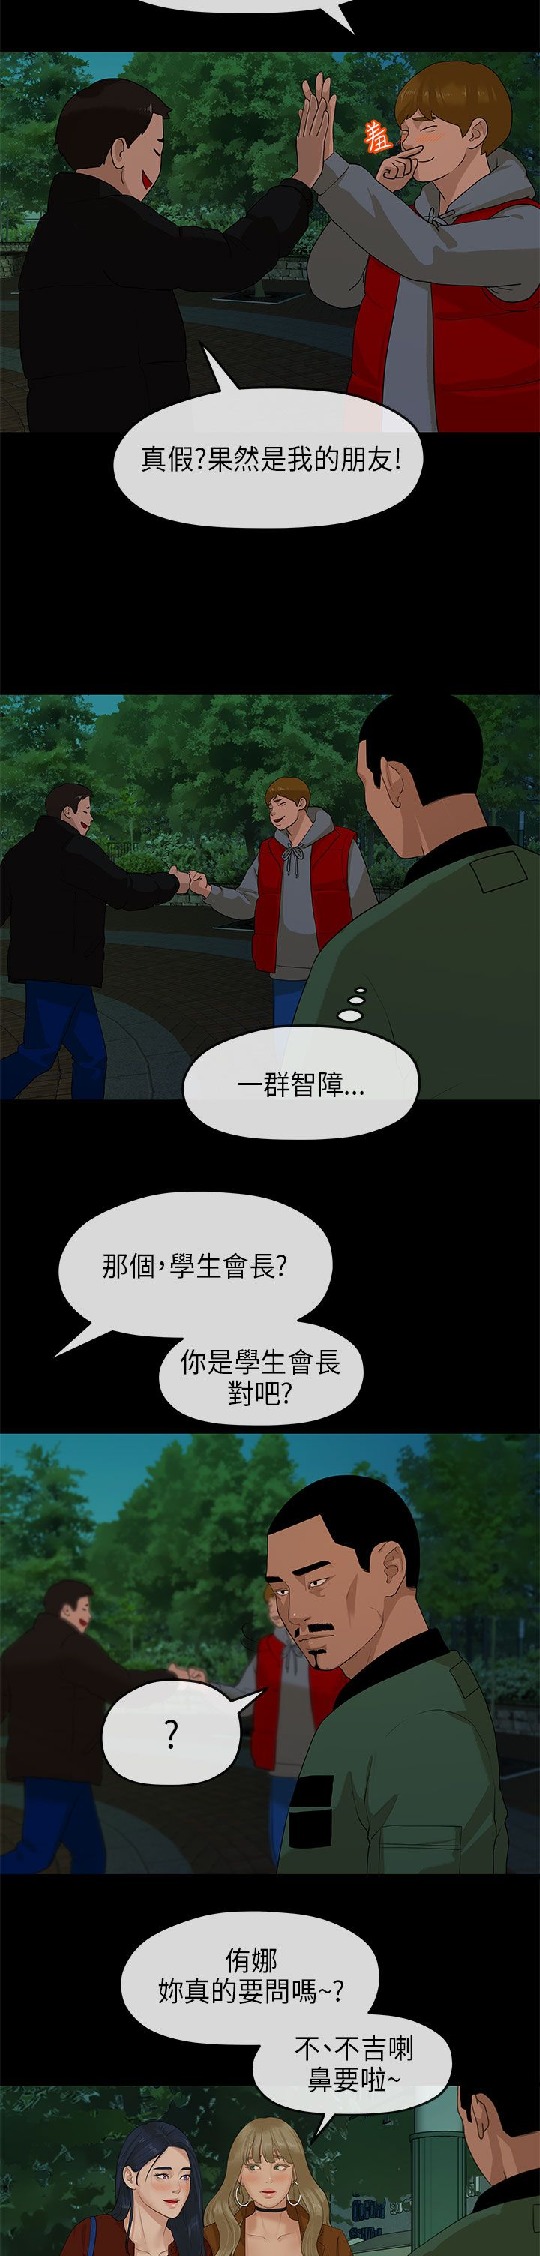 羞
真假?果然是我的朋友!
一群智障...
那個,學生會長?
你是學生會長
對吧?
?
侑娜
妳真的要問嗎~?
不、不吉喇
鼻要啦~